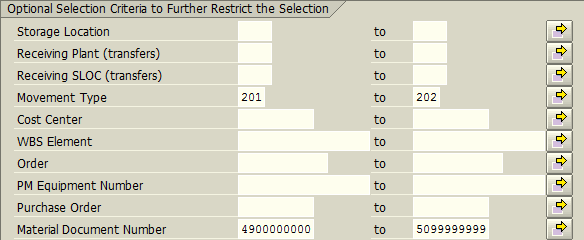 Optional Selection Criteria to Further Restrict the Selection
Storage Location to
Receiving Plant (transfers) to
Receiving SLOC (transfers) to
Movement Type 201 to 202
Cost Center to
WBS Element to
Order to
PM Equipment Number to
Purchase Order to
Material Document Number 4900000000 to 5099999999